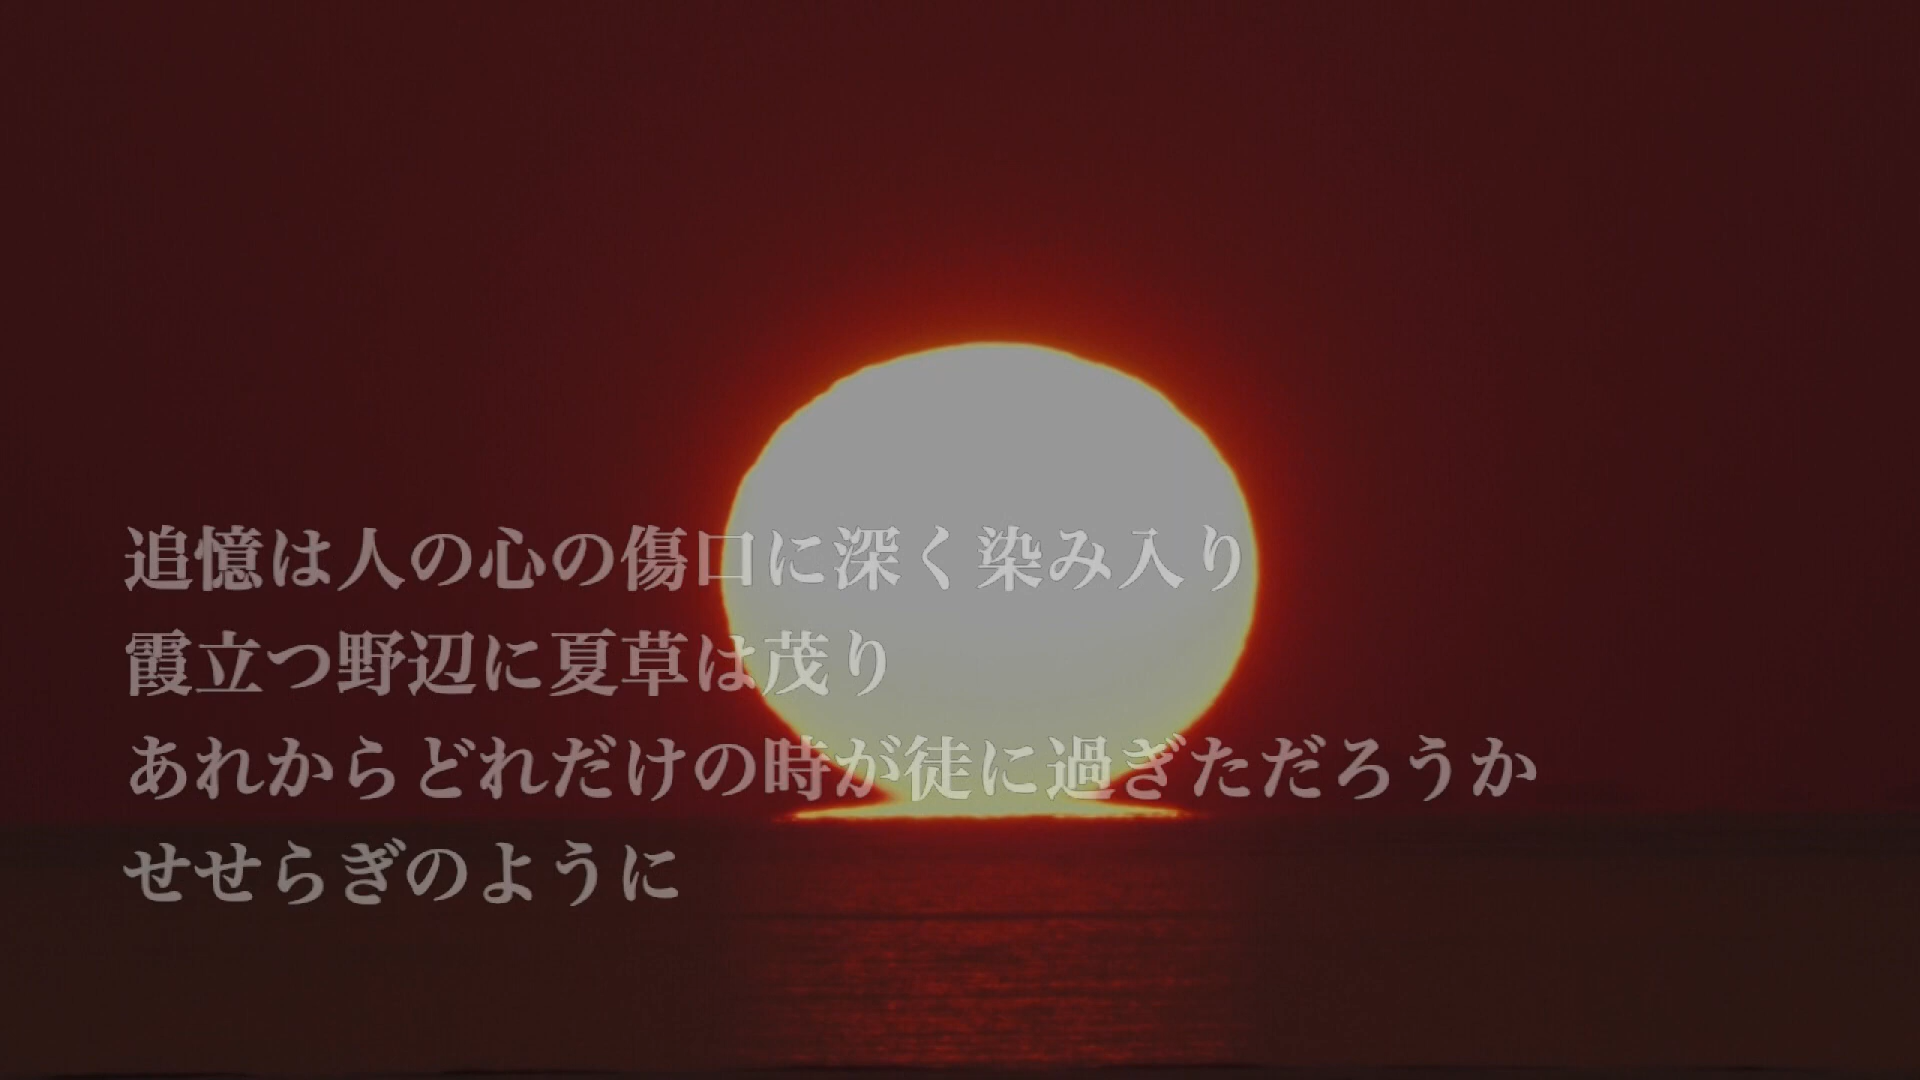 追憶は人の心の傷口に深く染み入り
霞立つ野辺に夏草は茂り
あれからどれだけの時が徒に過ぎただろうか
せせらぎのように